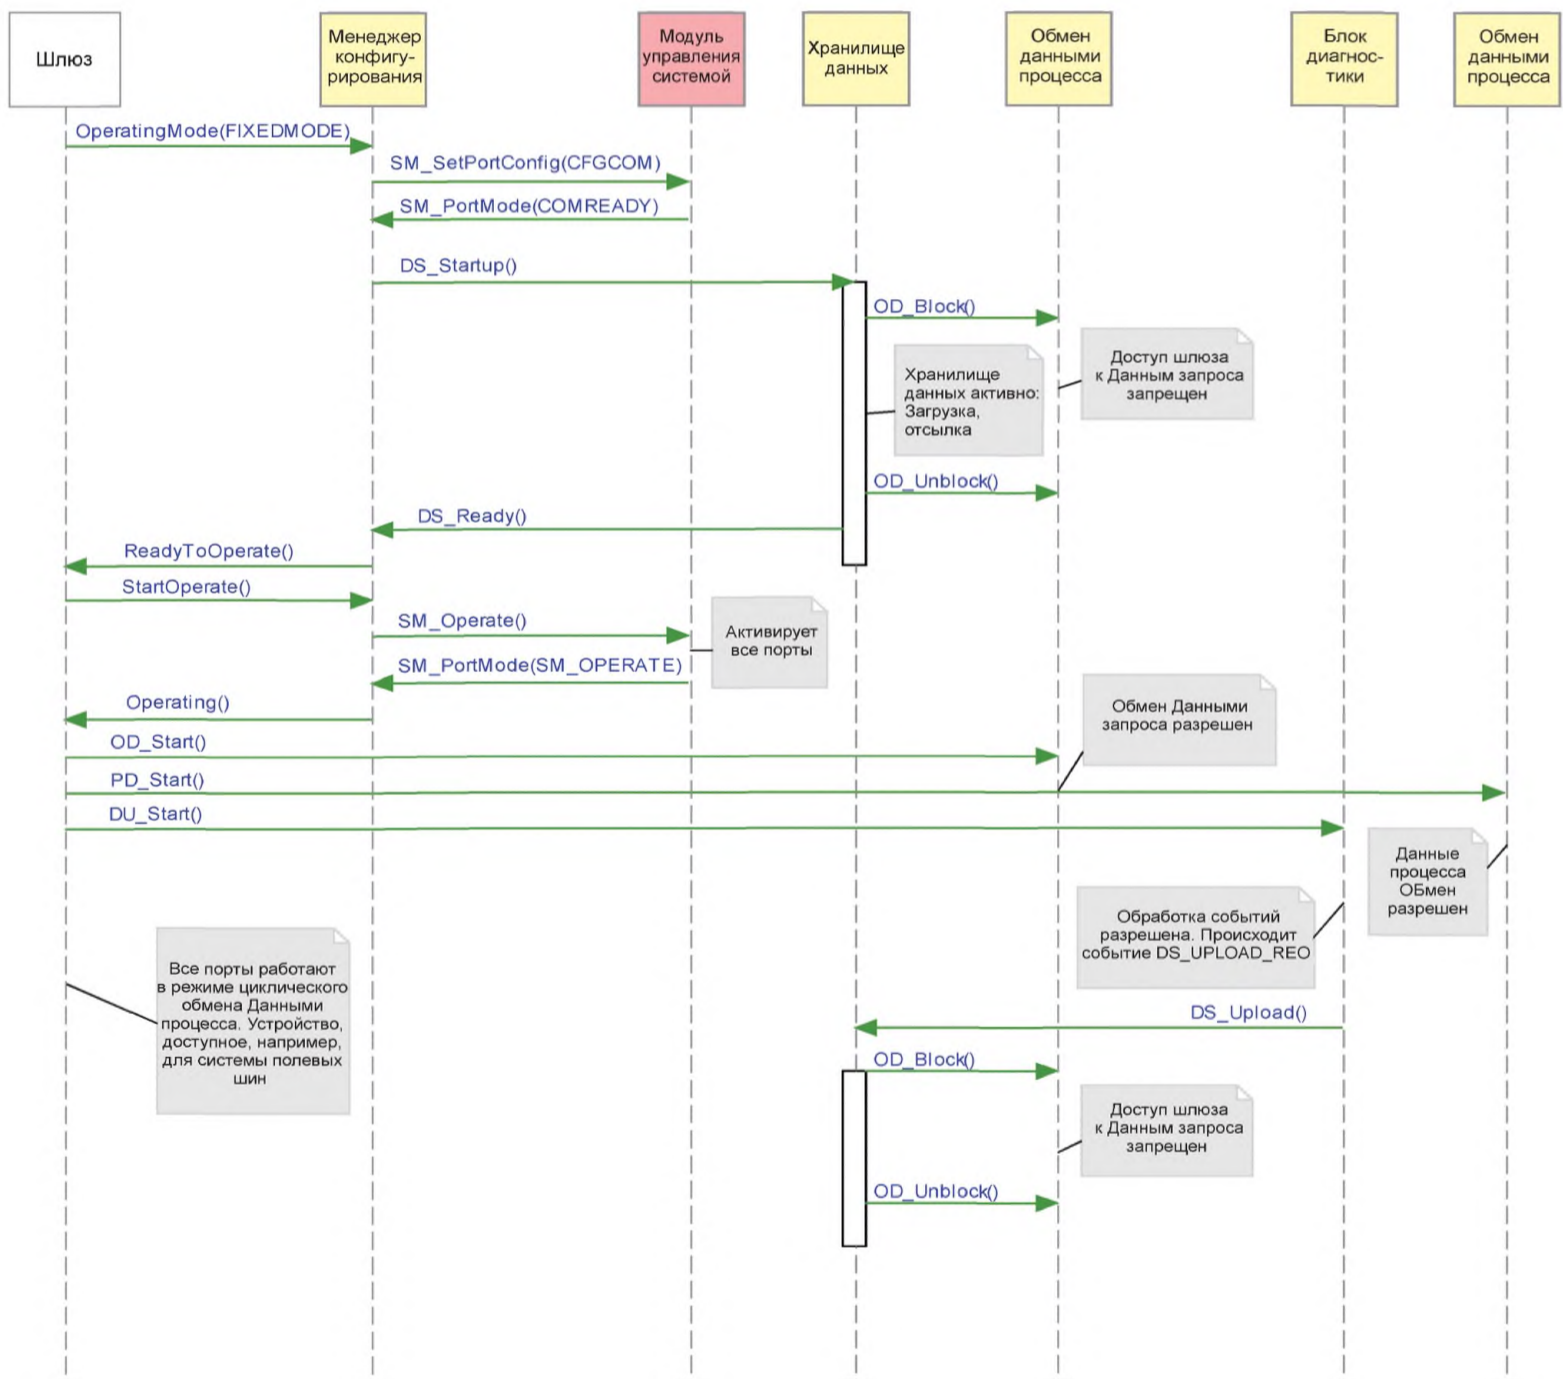 Шлюз
Менеджер
конфигу-
рирования
Модуль
управления
системой
Хранилище
данных
Обмен
данными
процесса
Блок
диагнос-
тики
Обмен
данными
процесса
OperatingMode(FIXEDMODE)
SM_SetPortConfig(CFGCOM)
SM_PortMode(COMREADY)
DS_Startup()
OD_Block()
Доступ шлюза
к Данным запроса
запрещен
Хранилище
данных активно:
Загрузка,
отсылка
OD_Unblock()
DS_Ready()
ReadyToOperate()
StartOperate()
SM_Operate()
Активирует
все порты
SM_PortMode(SM_OPERATE)
Operating()
Обмен Данными
запроса разрешен
OD_Start()
PD_Start()
DU_Start()
Данные
процесса
ОБмен
разрешен
Обработка событий
разрешена. Происходит
событие DS_UPLOAD_REO
Все порты работают
в режиме циклического
обмена Данными
процесса. Устройство,
доступное, например,
для системы полевых
шин
DS_Upload()
OD_Block()
Доступ шлюза
к Данным запроса
запрещен
OD_Unblock()